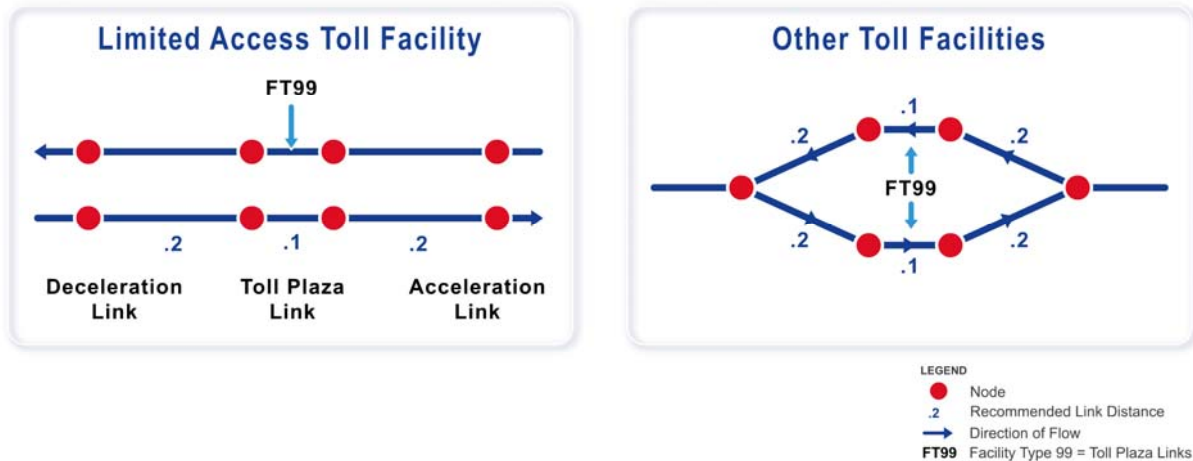 Limited Access Toll Facility
FT99
.2
.1
.2
Deceleration
Link
Toll Plaza
Link
Acceleration
Link
Other Toll Facilities
.1
.2
.2
FT99
.2
.2
.1
LEGEND
Node
.2 Recommended Link Distance
Direction of Flow
FT99 Facility Type 99 = Toll Plaza Links